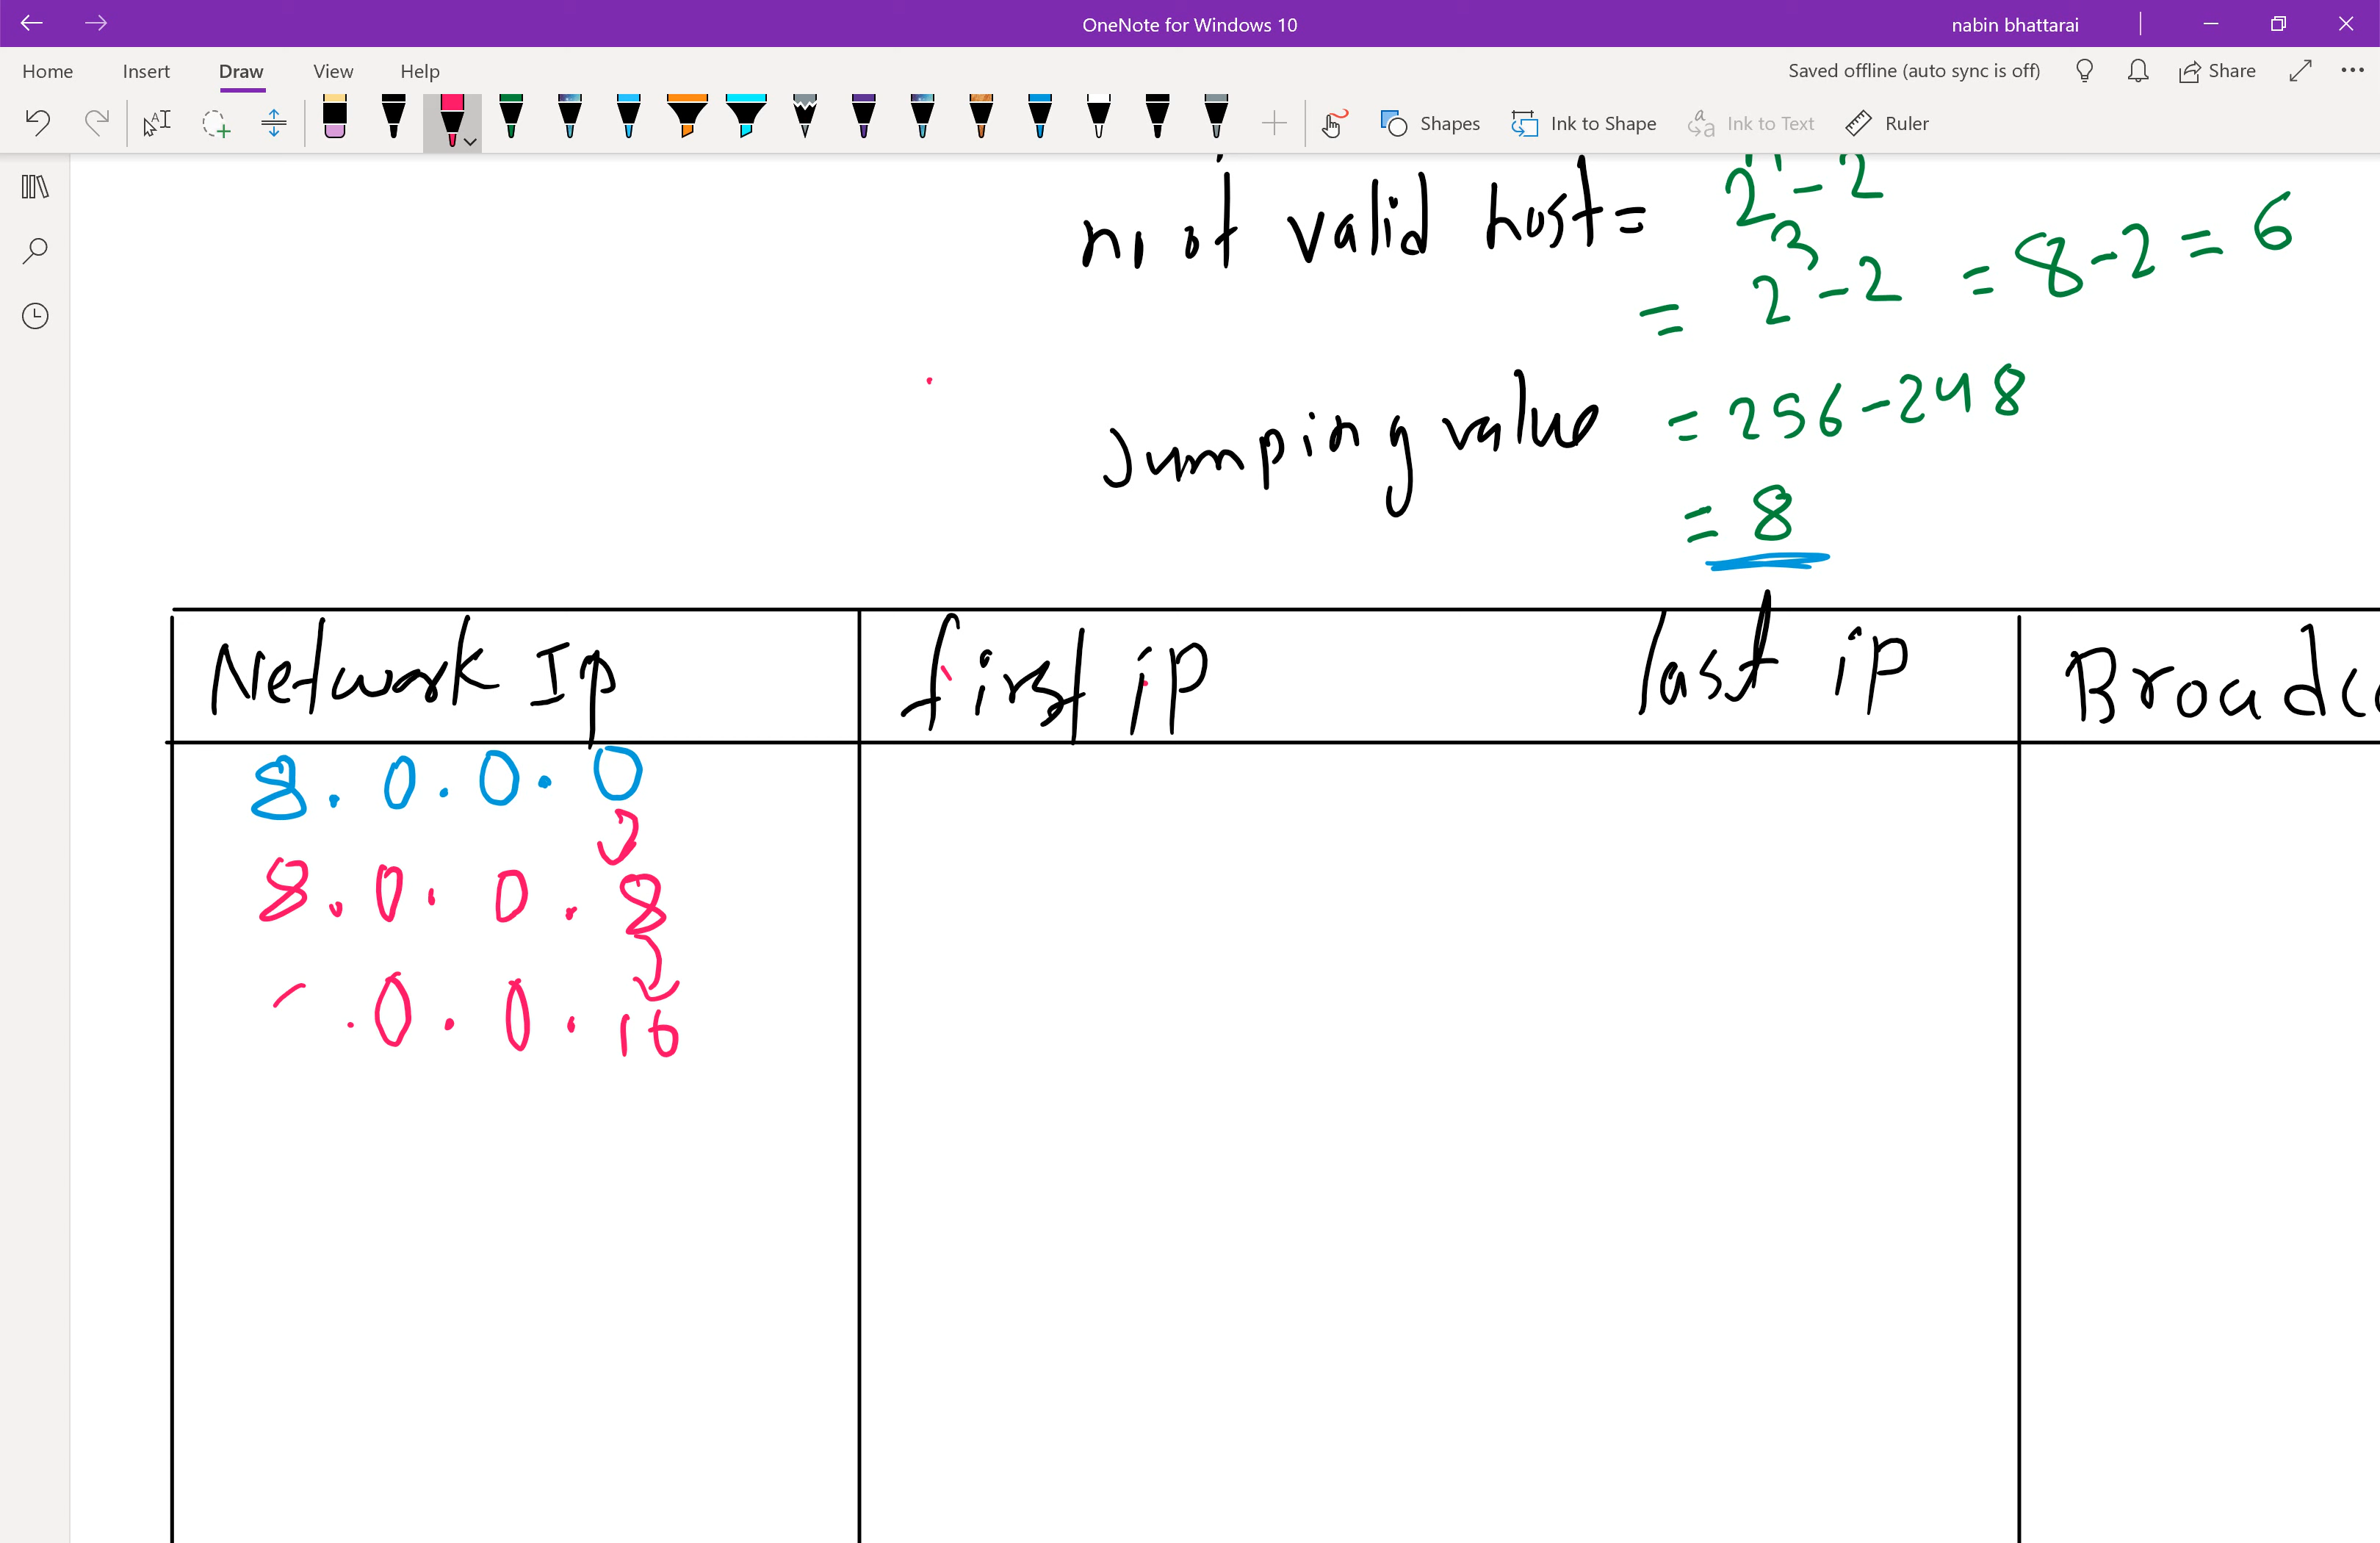 OneNote for Windows 10
nabin bhattarai
Home Insert Draw View Help
Saved offline (auto sync is off) Share
Shapes Ink to Shape Ink to Text Ruler
no of valid host = 2ⁿ - 2
= 2³ - 2 = 8 - 2 = 6
Jumping value = 256 - 248
= 8
Network Ip first iP last iP Broadc
8.0.0.0
8.0.0.8
.0.0.16